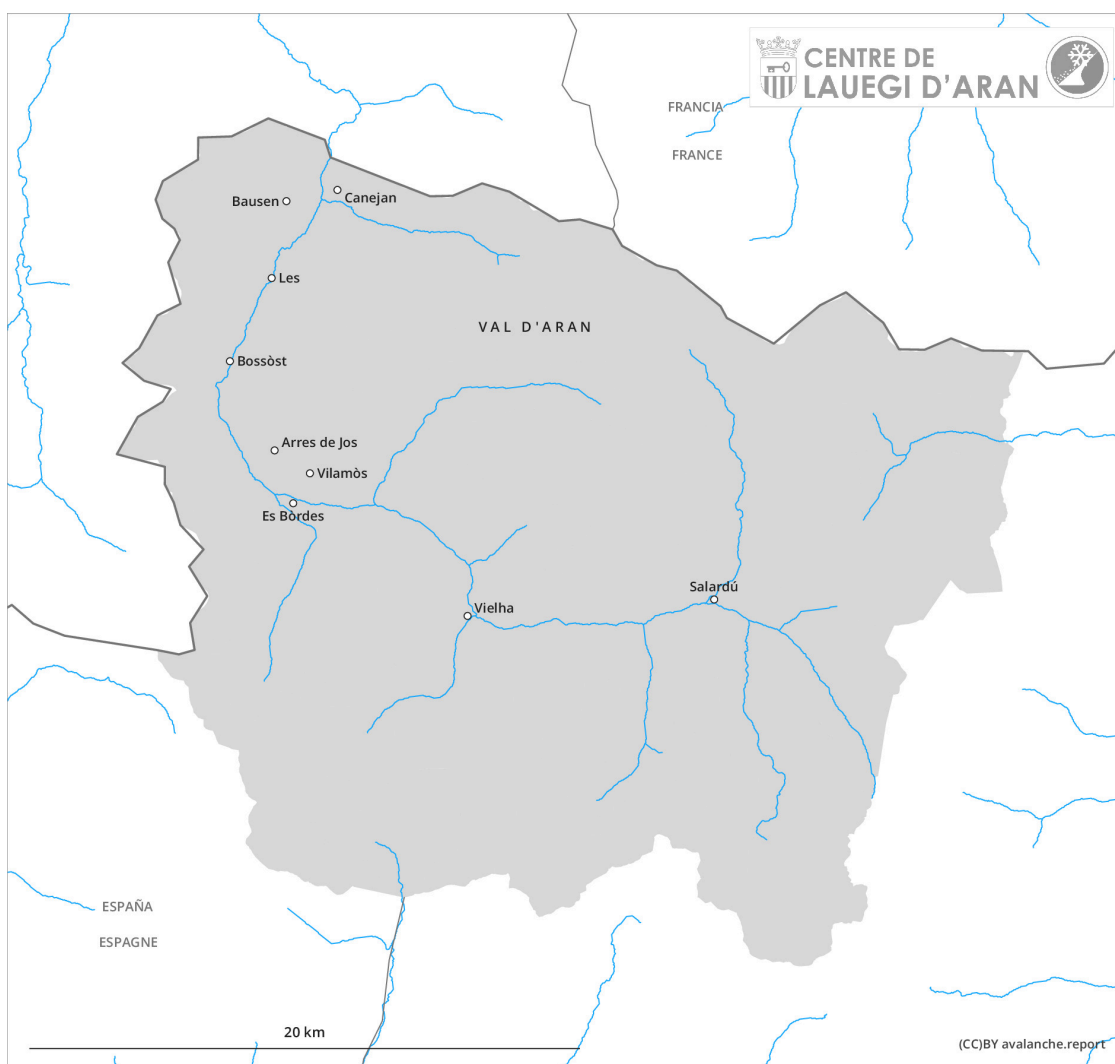 CENTRE DE
LAUEGI D'ARAN
FRANCIA
FRANCE
Bausen
Canejan
Les
VAL D'ARAN
Bossòst
Arres de Jos
Vilamòs
Es Bòrdes
Salardú
Vielha
ESPAÑA
ESPAGNE
20 km
(CC)BY avalanche.report